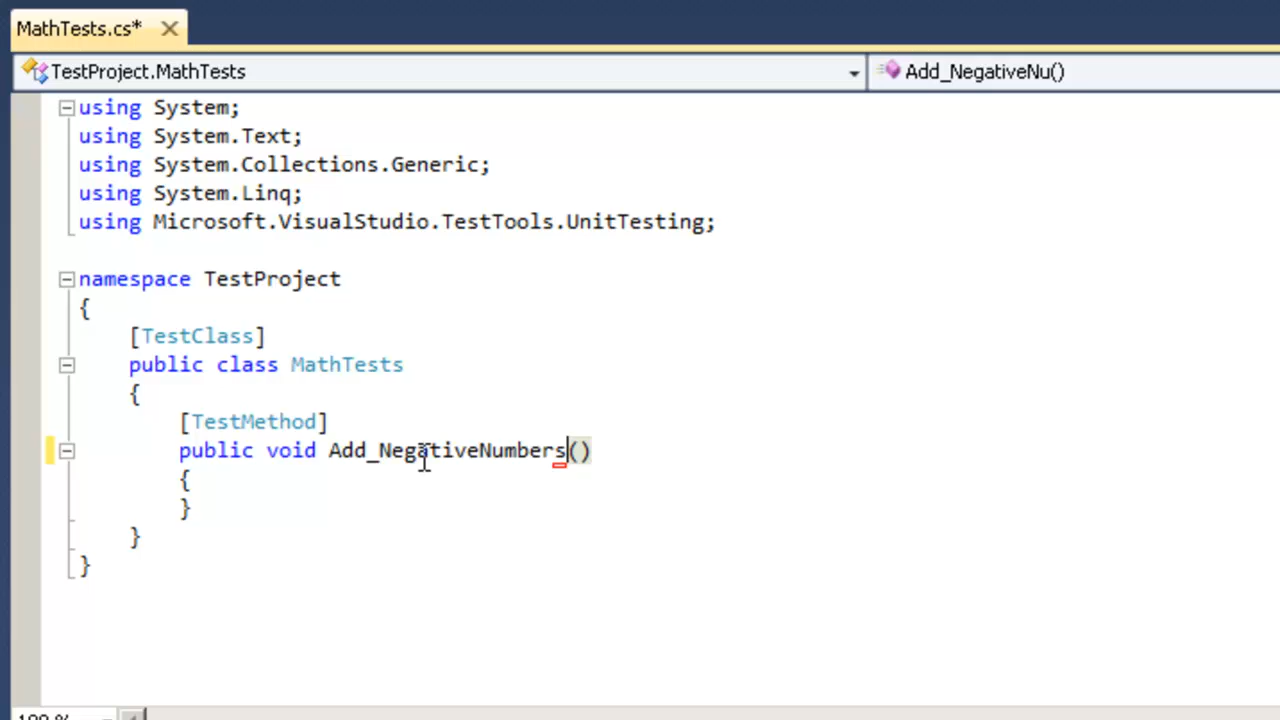 MathTests.cs*
TestProject.MathTests
Add_NegativeNu()
using System;
using System.Text;
using System.Collections.Generic;
using System.Linq;
using Microsoft.VisualStudio.TestTools.UnitTesting;
namespace TestProject
{
[TestClass]
public class MathTests
{
[TestMethod]
public void Add_NegativeNumbers()
{
}
}
}